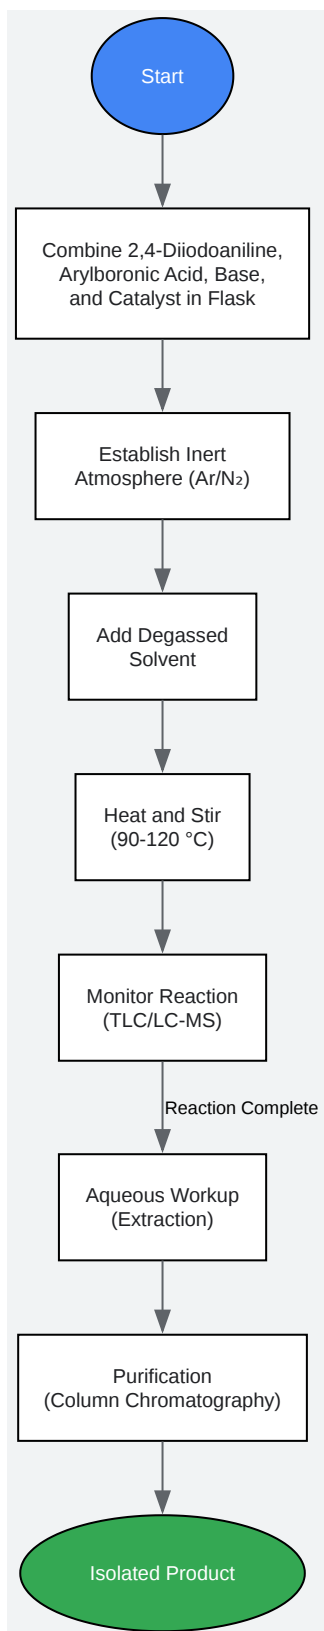 Start
Combine 2,4-Diiodoaniline,
Arylboronic Acid, Base,
and Catalyst in Flask
Establish Inert
Atmosphere (Ar/N₂)
Add Degassed
Solvent
Heat and Stir
(90-120 °C)
Monitor Reaction
(TLC/LC-MS)
Reaction Complete
Aqueous Workup
(Extraction)
Purification
(Column Chromatography)
Isolated Product